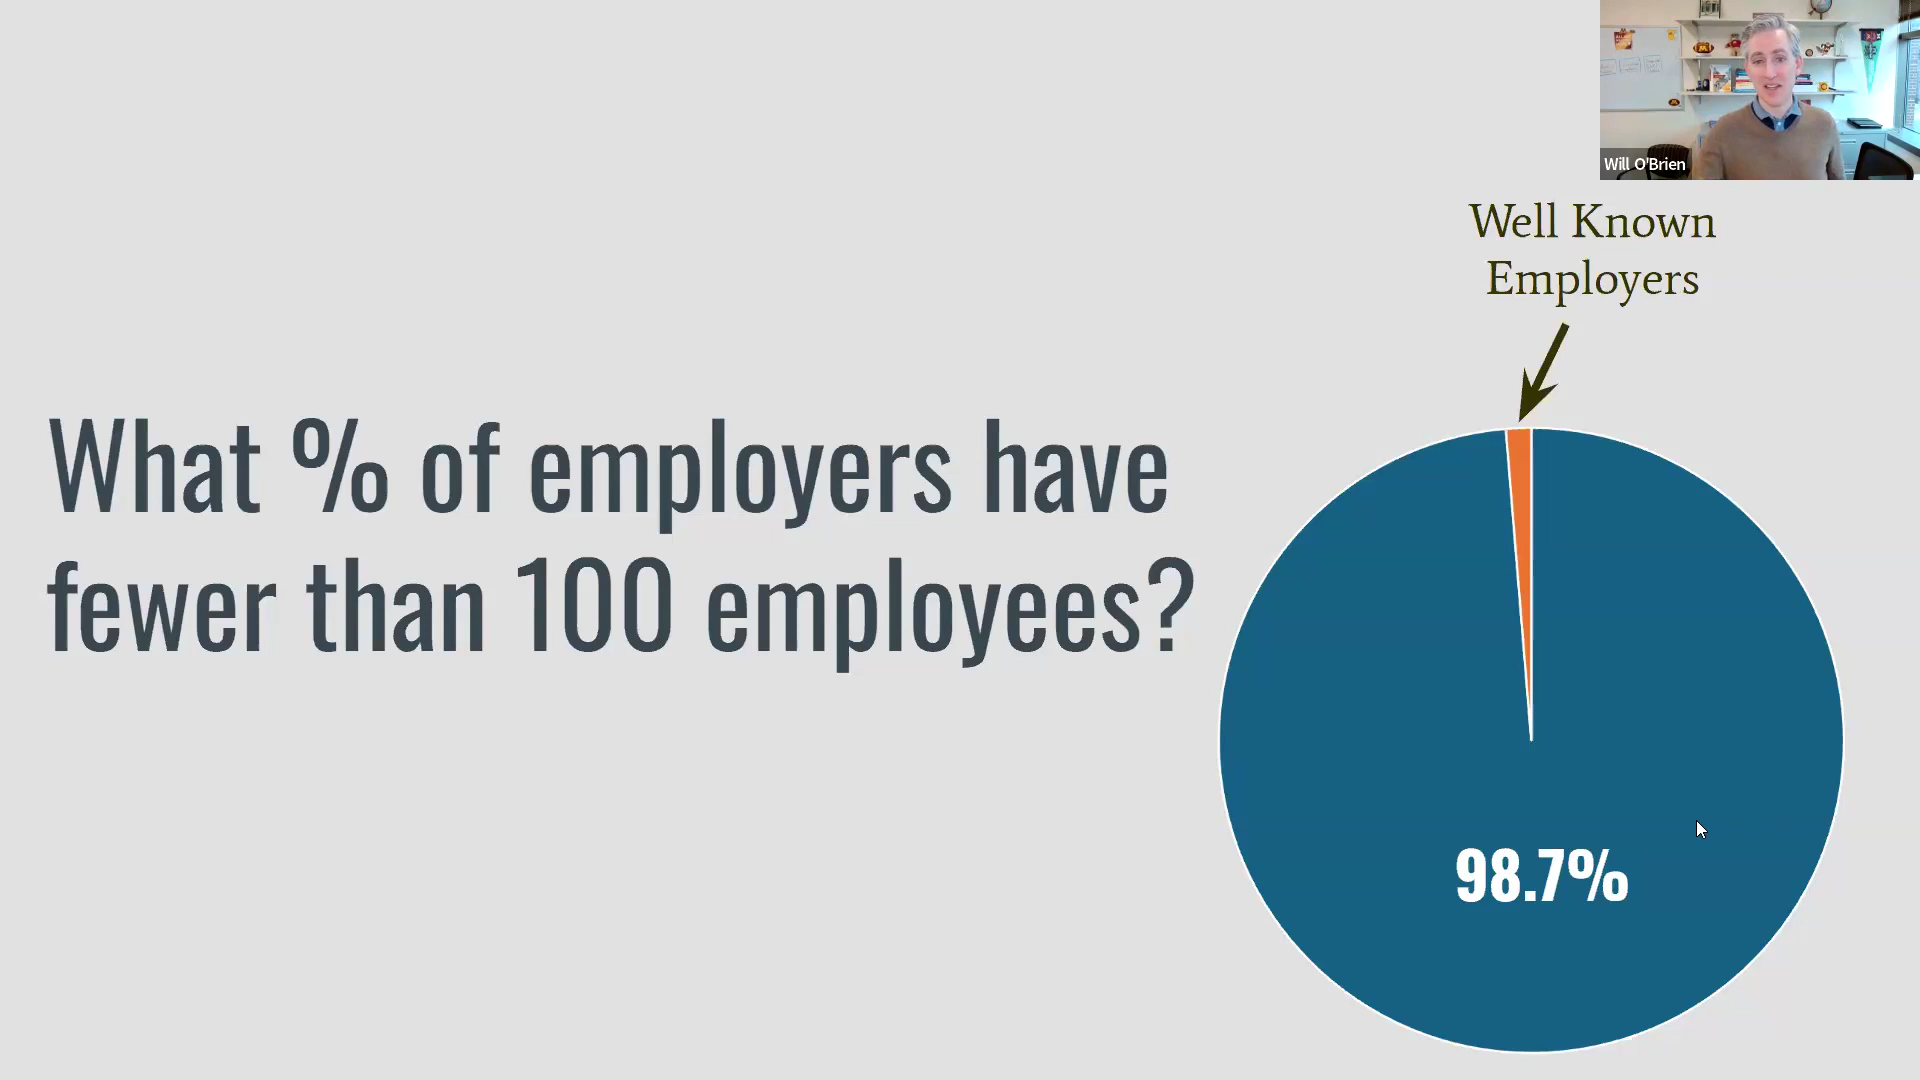 Will O'Brien
Well Known
Employers
What % of employers have
fewer than 100 employees?
98.7%